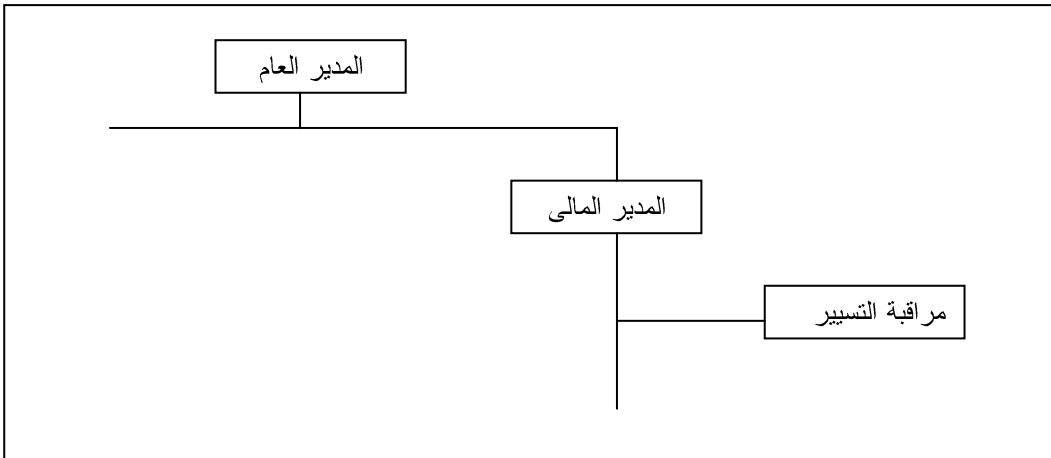 المدير العام
المدير المالى
مراقبة التسيير